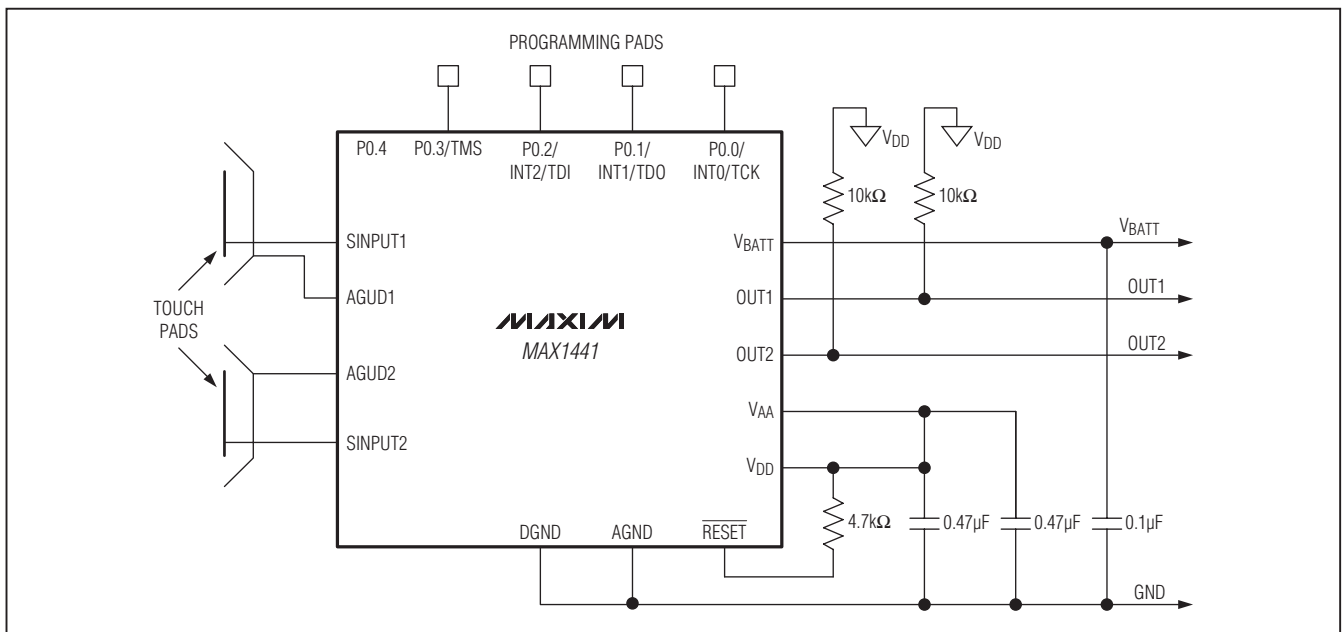 PROGRAMMING PADS
P0.4
P0.3/TMS
P0.2/
INT2/TDI
P0.1/
INT1/TDO
P0.0/
INT0/TCK
VDD
VDD
10kΩ
10kΩ
SINPUT1
AGUD1
TOUCH
PADS
AGUD2
SINPUT2
MAXIM
MAX1441
VBATT
OUT1
OUT2
VAA
VDD
VBATT
OUT1
OUT2
DGND
AGND
RESET
4.7kΩ
0.47µF
0.47µF
0.1µF
GND